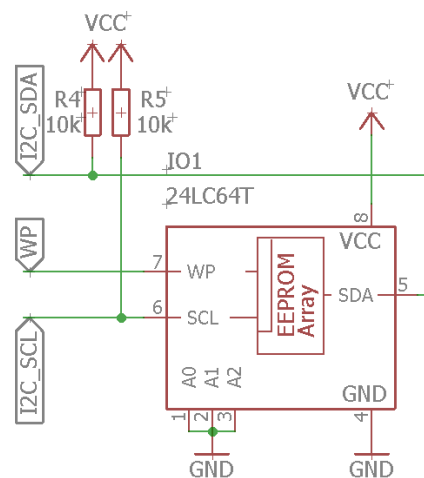 VCC
I2C_SDA
R4
10k
R5
10k
VCC
IO1
24LC64T
WP
8
VCC
7
WP
EEPROM
Array
SDA
5
6
SCL
I2C_SCL
A0
A1
A2
GND
1
2
3
4
GND
GND